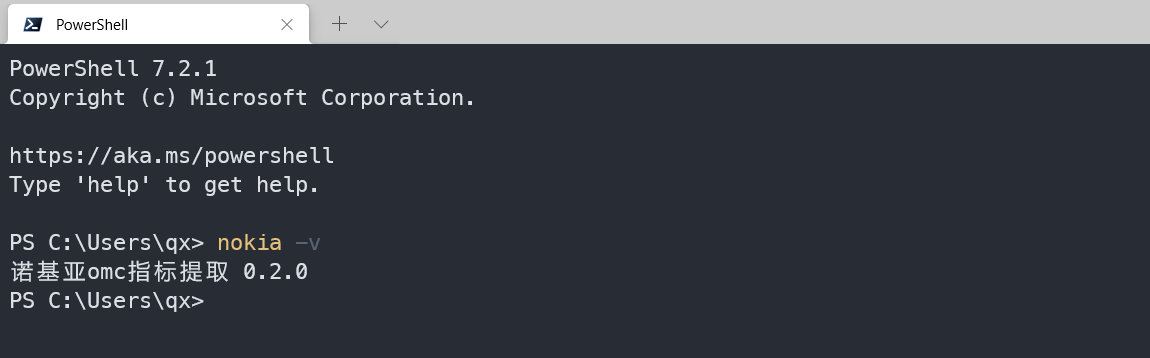 PowerShell
PowerShell 7.2.1
Copyright (c) Microsoft Corporation.
https://aka.ms/powershell
Type 'help' to get help.
PS C:\Users\qx> nokia -v
诺基亚omc指标提取 0.2.0
PS C:\Users\qx>